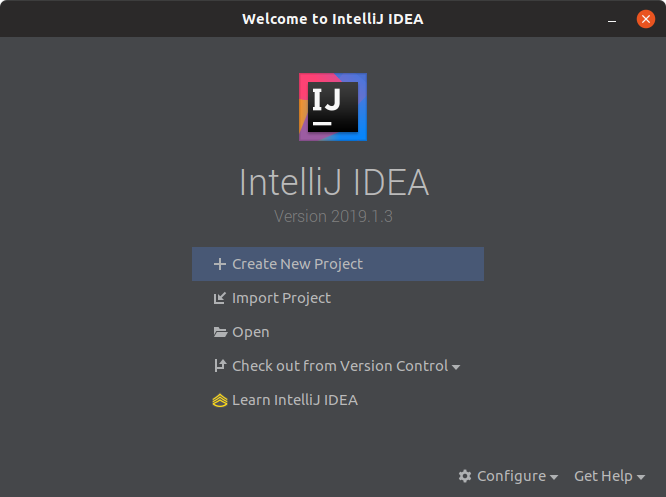 Welcome to IntelliJ IDEA
IJ
IntelliJ IDEA
Version 2019.1.3
Create New Project
Import Project
Open
Check out from Version Control
Learn IntelliJ IDEA
Configure Get Help